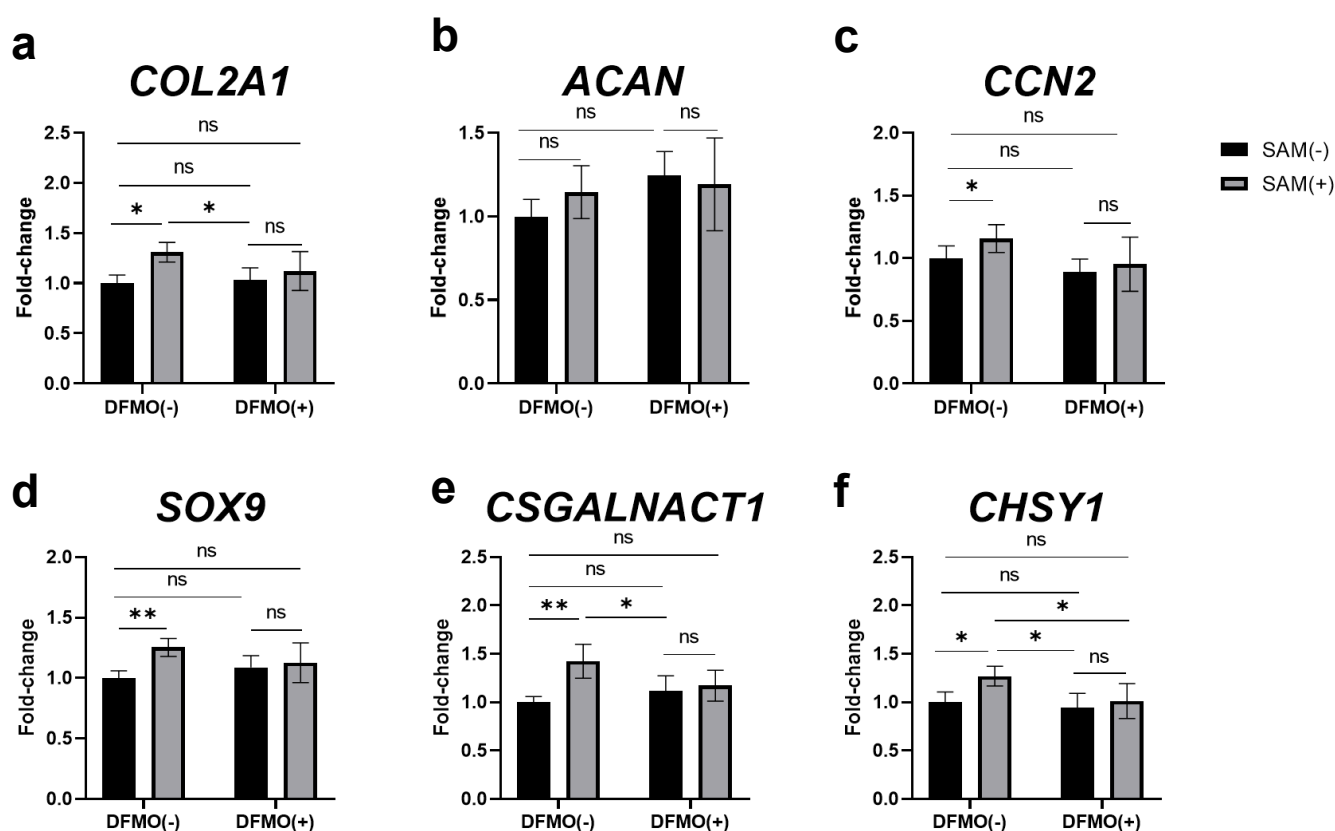 a
COL2A1
Fold-change
2.5
2.0
1.5
1.0
0.5
0.0
ns
ns
*
*
ns
DFMO(-)
DFMO(+)
b
ACAN
Fold-change
1.5
1.0
0.5
0.0
ns
ns
ns
DFMO(-)
DFMO(+)
c
CCN2
Fold-change
2.0
1.5
1.0
0.5
0.0
ns
ns
*
ns
DFMO(-)
DFMO(+)
SAM(-)
SAM(+)
d
SOX9
Fold-change
2.0
1.5
1.0
0.5
0.0
ns
ns
**
ns
DFMO(-)
DFMO(+)
e
CSGALNACT1
Fold-change
2.5
2.0
1.5
1.0
0.5
0.0
ns
ns
**
*
ns
DFMO(-)
DFMO(+)
f
CHSY1
Fold-change
2.5
2.0
1.5
1.0
0.5
0.0
ns
ns
*
*
*
ns
DFMO(-)
DFMO(+)